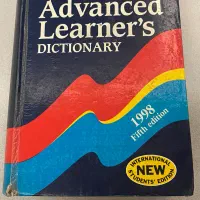 Advanced
Learner's
DICTIONARY
1998
Fifth edition
INTERNATIONAL
NEW
STUDENTS' EDITION